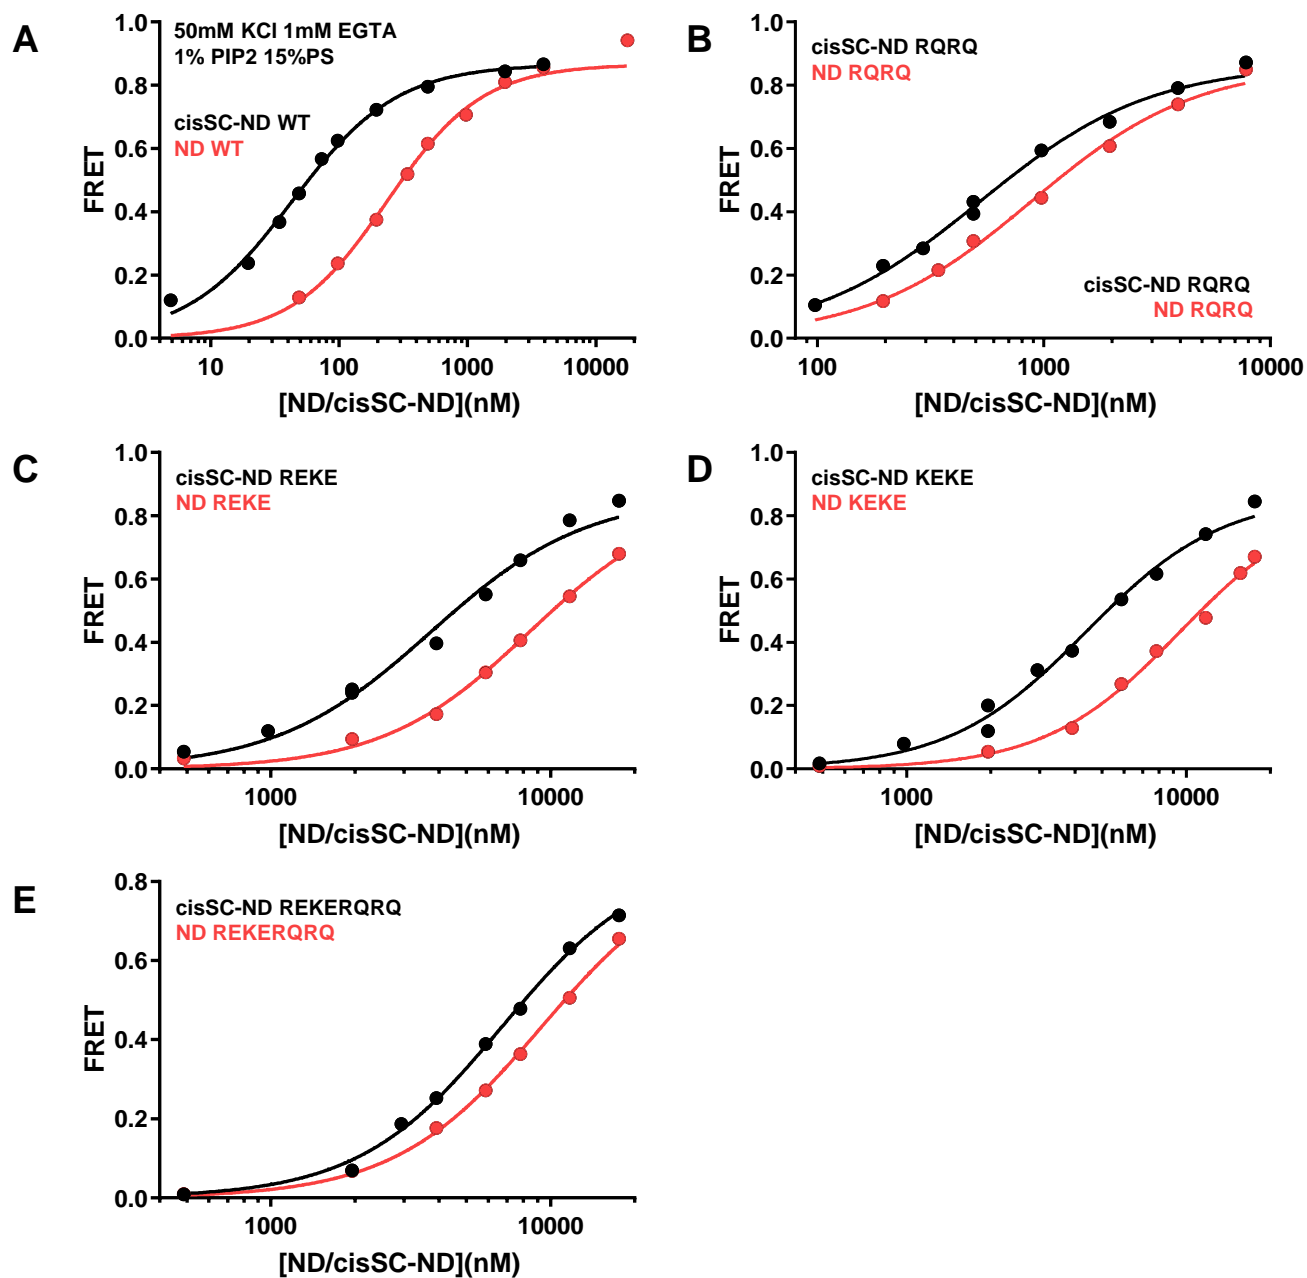 A
50mM KCl 1mM EGTA
1% PIP2 15%PS
cisSC-ND WT
ND WT
1.0
0.8
0.6
0.4
0.2
0.0
FRET
10
100
1000
10000
[ND/cisSC-ND](nM)
B
cisSC-ND RQRQ
ND RQRQ
cisSC-ND RQRQ
ND RQRQ
1.0
0.8
0.6
0.4
0.2
0.0
FRET
100
1000
10000
[ND/cisSC-ND](nM)
C
cisSC-ND REKE
ND REKE
1.0
0.8
0.6
0.4
0.2
0.0
FRET
1000
10000
[ND/cisSC-ND](nM)
D
cisSC-ND KEKE
ND KEKE
1.0
0.8
0.6
0.4
0.2
0.0
FRET
1000
10000
[ND/cisSC-ND](nM)
E
cisSC-ND REKERQRQ
ND REKERQRQ
0.8
0.6
0.4
0.2
0.0
FRET
1000
10000
[ND/cisSC-ND](nM)